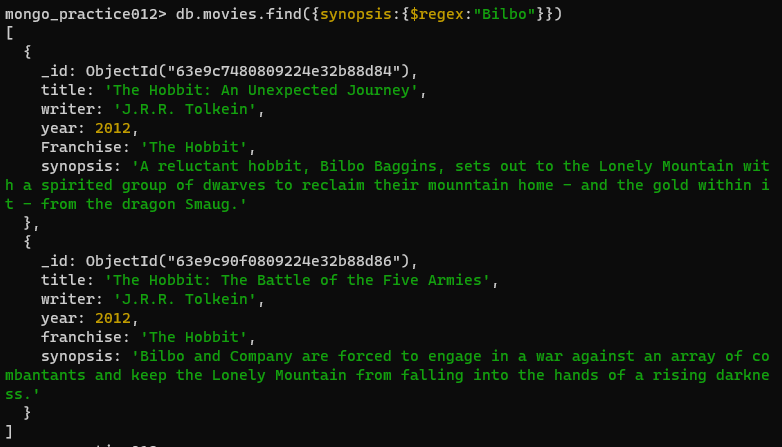 mongo_practice012> db.movies.find({synopsis:{$regex:"Bilbo"}})
[
  {
    _id: ObjectId("63e9c7480809224e32b88d84"),
    title: 'The Hobbit: An Unexpected Journey',
    writer: 'J.R.R. Tolkein',
    year: 2012,
    Franchise: 'The Hobbit',
    synopsis: 'A reluctant hobbit, Bilbo Baggins, sets out to the Lonely Mountain wit
h a spirited group of dwarves to reclaim their mounntain home - and the gold within i
t - from the dragon Smaug.'
  },
  {
    _id: ObjectId("63e9c90f0809224e32b88d86"),
    title: 'The Hobbit: The Battle of the Five Armies',
    writer: 'J.R.R. Tolkein',
    year: 2012,
    franchise: 'The Hobbit',
    synopsis: 'Bilbo and Company are forced to engage in a war against an array of co
mbantants and keep the Lonely Mountain from falling into the hands of a rising darkne
ss.'
  }
]